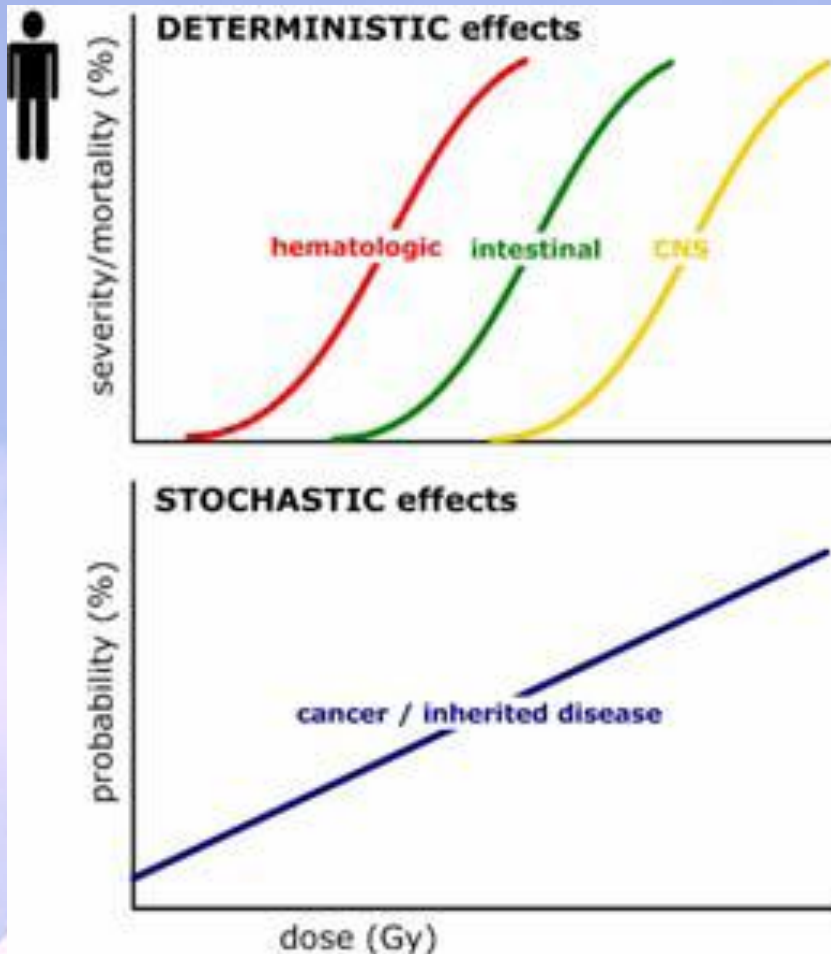 DETERMINISTIC effects
severity/mortality (%)
hematologic
intestinal
CNS
STOCHASTIC effects
probability (%)
cancer / inherited disease
dose (Gy)